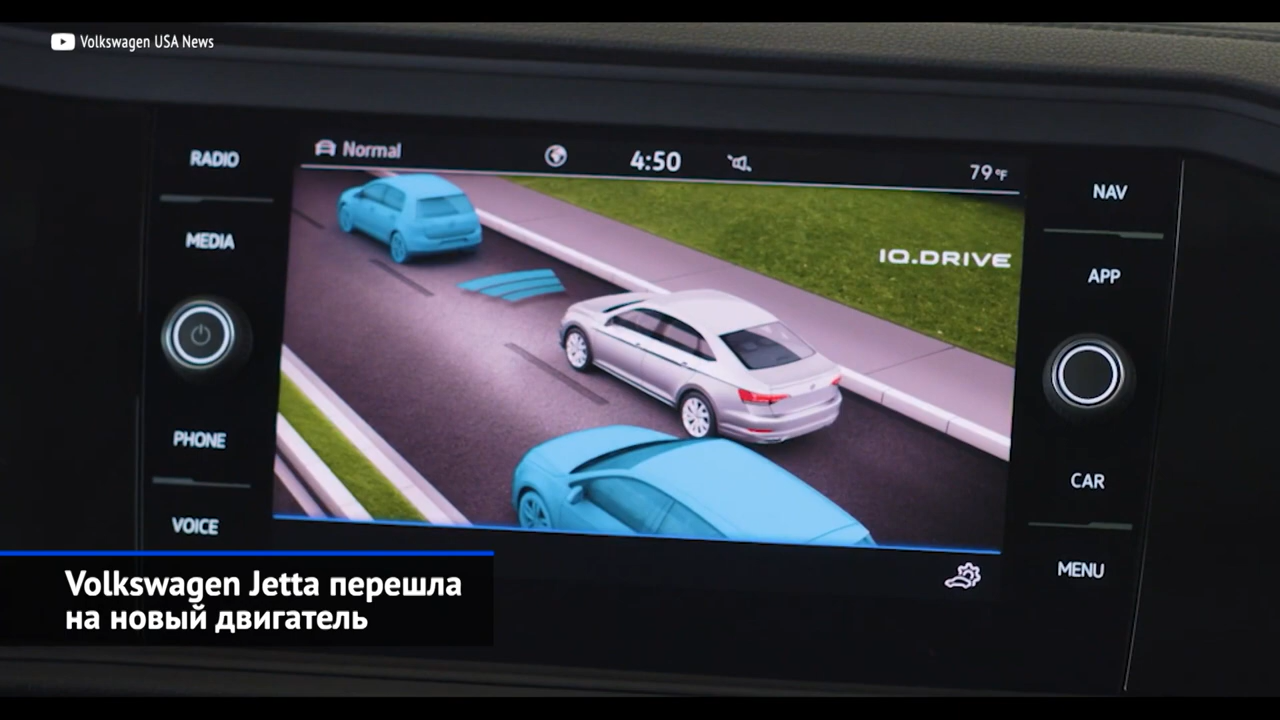 Volkswagen USA News
RADIO
MEDIA
PHONE
VOICE
Normal
4:50
79°F
IQ.DRIVE
NAV
APP
CAR
MENU
Volkswagen Jetta перешла
на новый двигатель